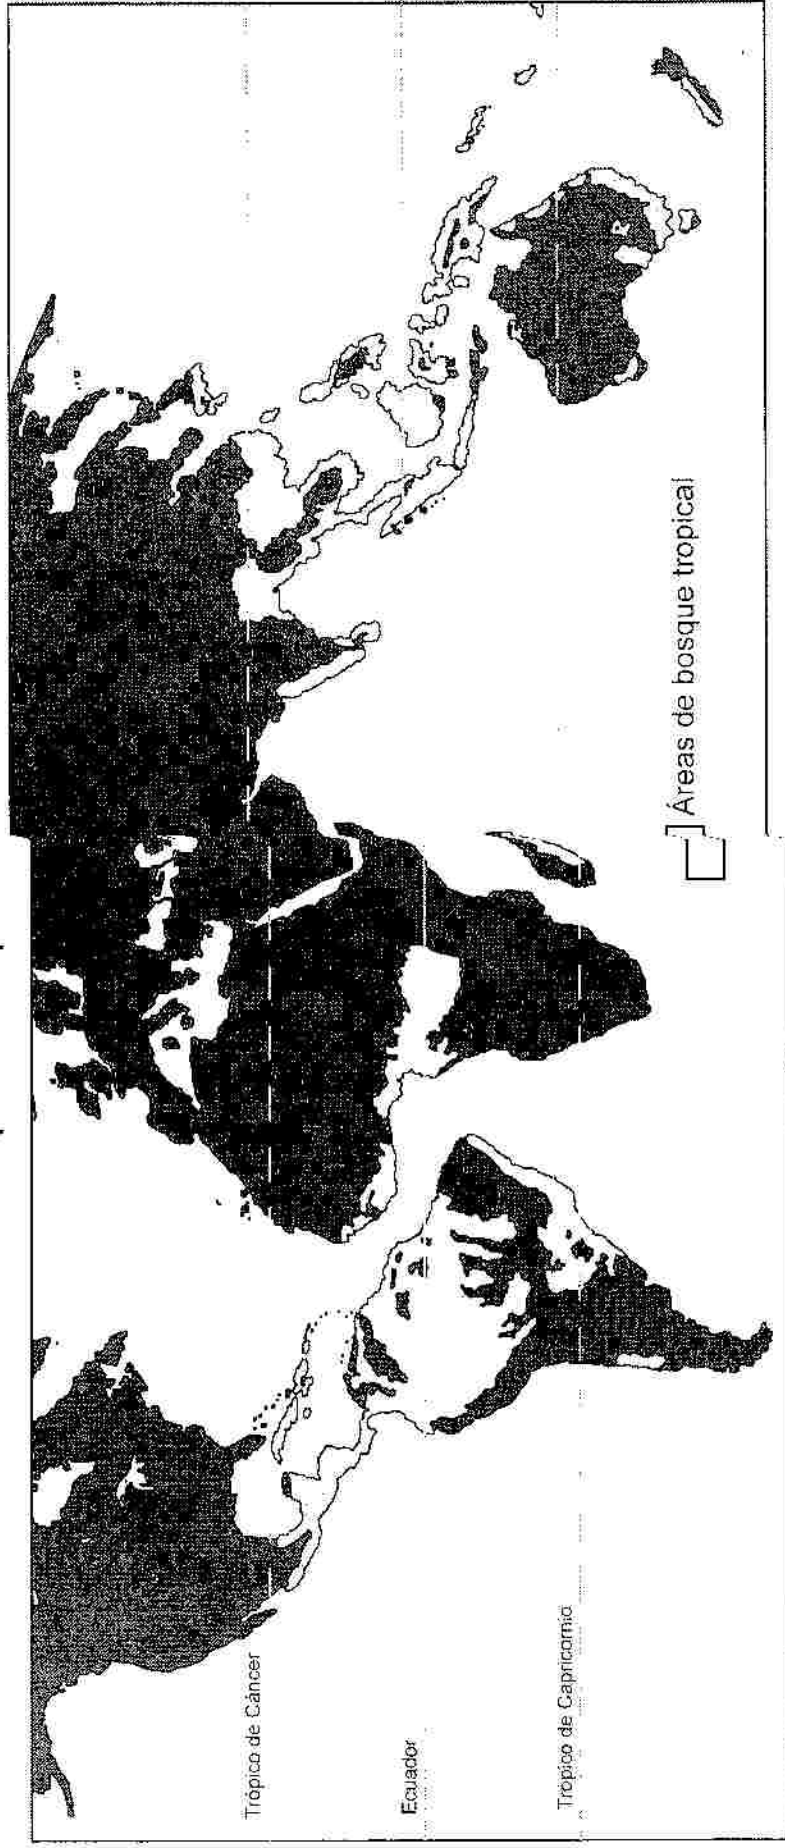 Trópico de Cáncer
Ecuador
Trópico de Capricornio
Áreas de bosque tropical